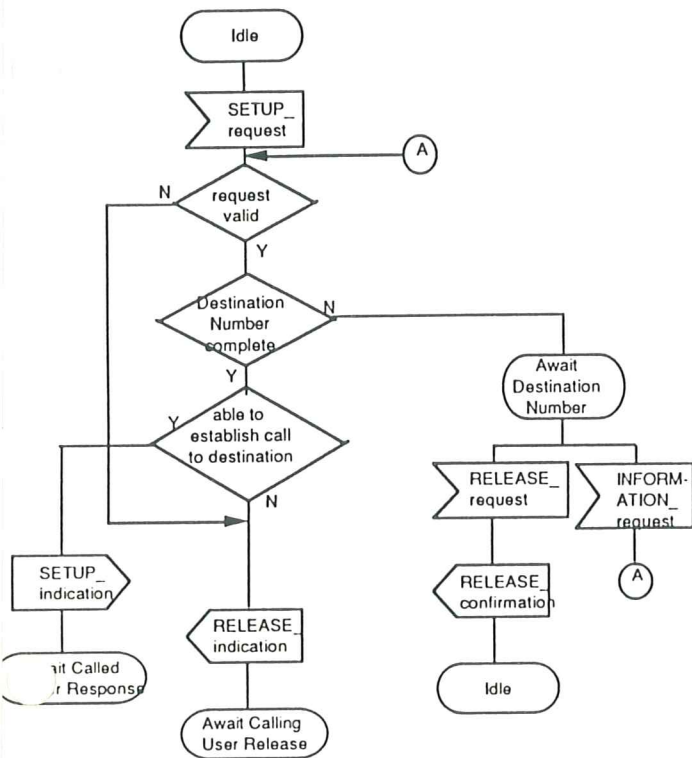 Idle
SETUP_
request
A
N
request
valid
Y
Destination
Number
complete
N
Y
Await
Destination
Number
Y
able to
establish call
to destination
N
RELEASE_
request
INFORM-
ATION_
request
SETUP_
indication
RELEASE_
confirmation
A
RELEASE_
indication
Called
Response
Idle
Await Calling
User Release